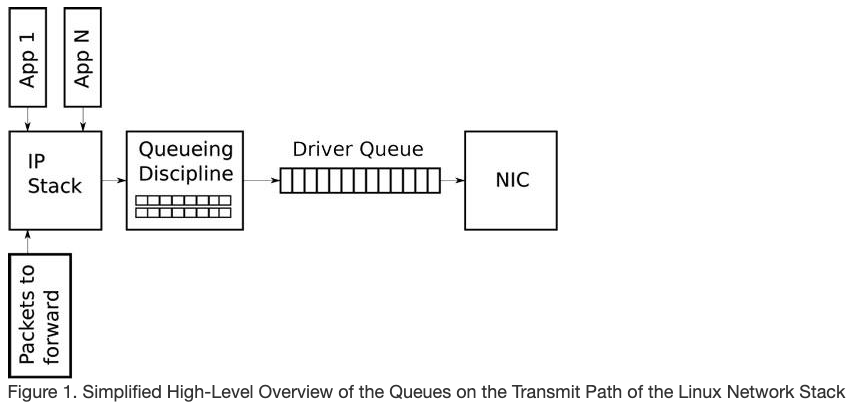 App 1
App N
IP
Stack
Queueing
Discipline
Driver Queue
NIC
Packets to
forward
Figure 1. Simplified High-Level Overview of the Queues on the Transmit Path of the Linux Network Stack